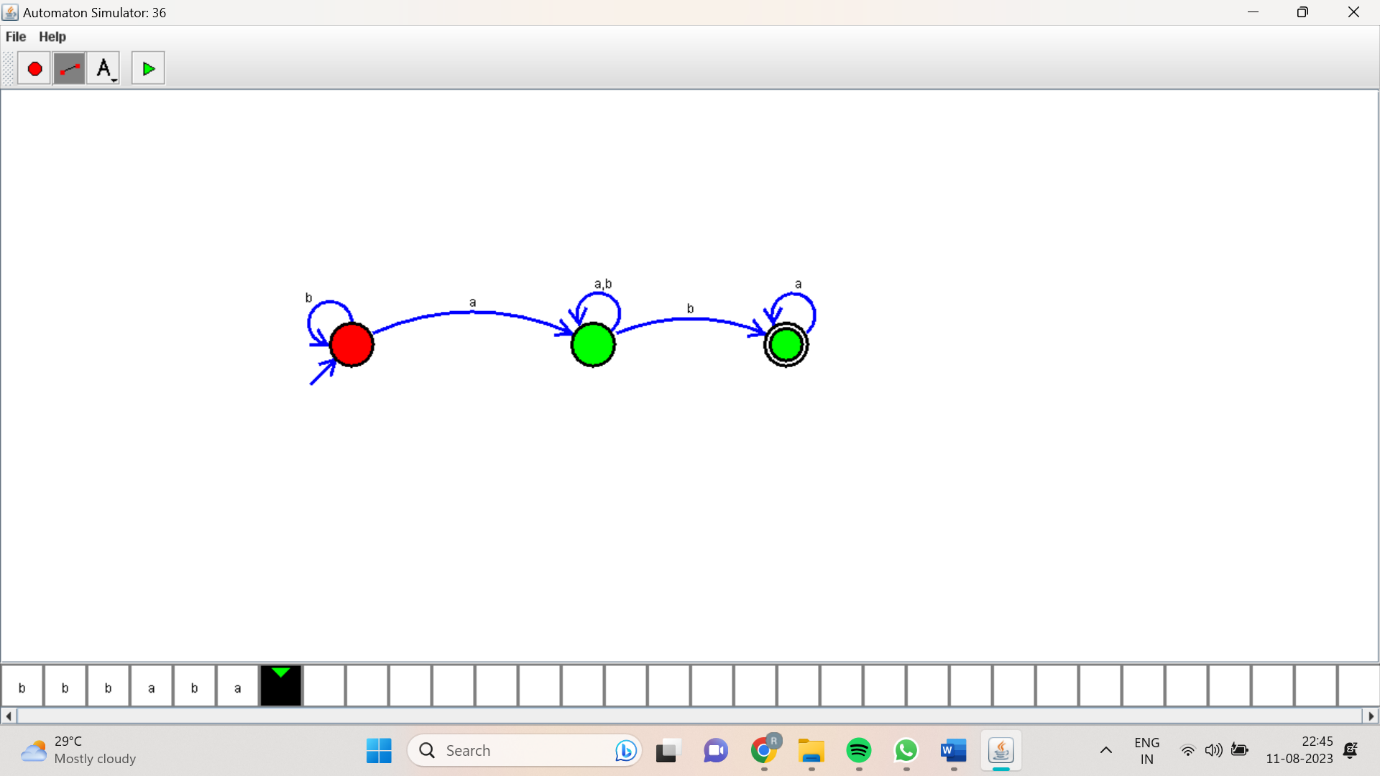 Automaton Simulator: 36
File Help
A
a,b
a
b
a
b
b b b a b a
29°C
Mostly cloudy
Search
R
W
ENG
IN
22:45
11-08-2023